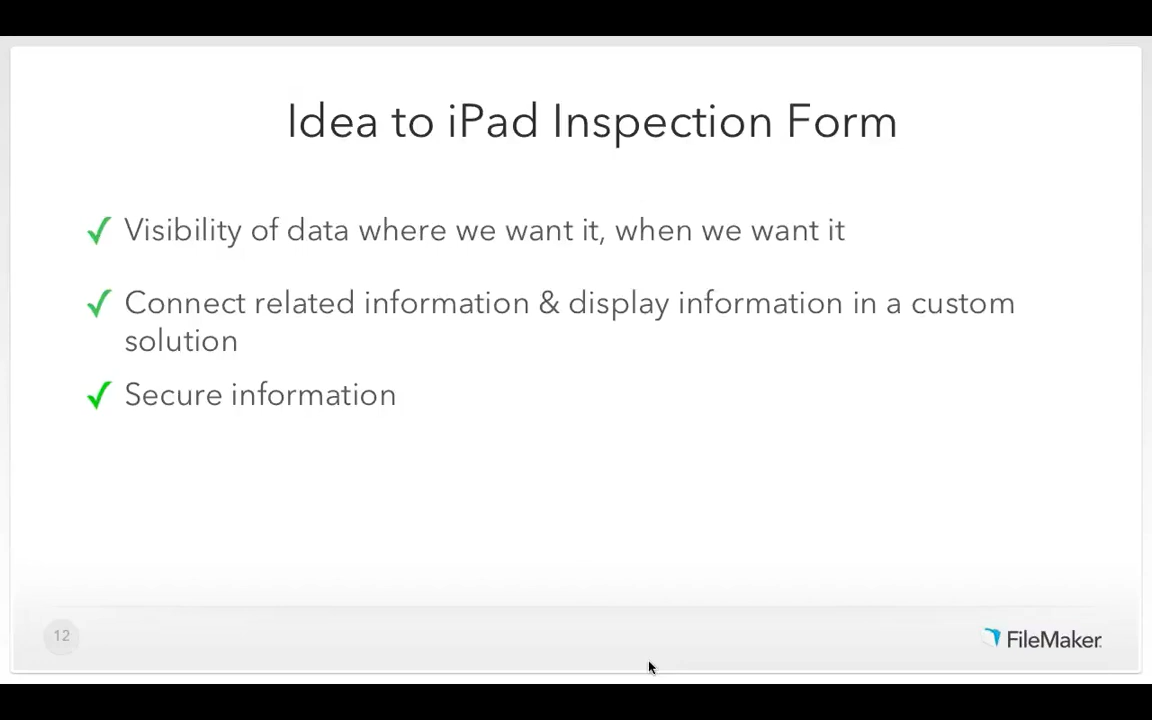 Idea to iPad Inspection Form
Visibility of data where we want it, when we want it
Connect related information & display information in a custom
solution
Secure information
12
FileMaker